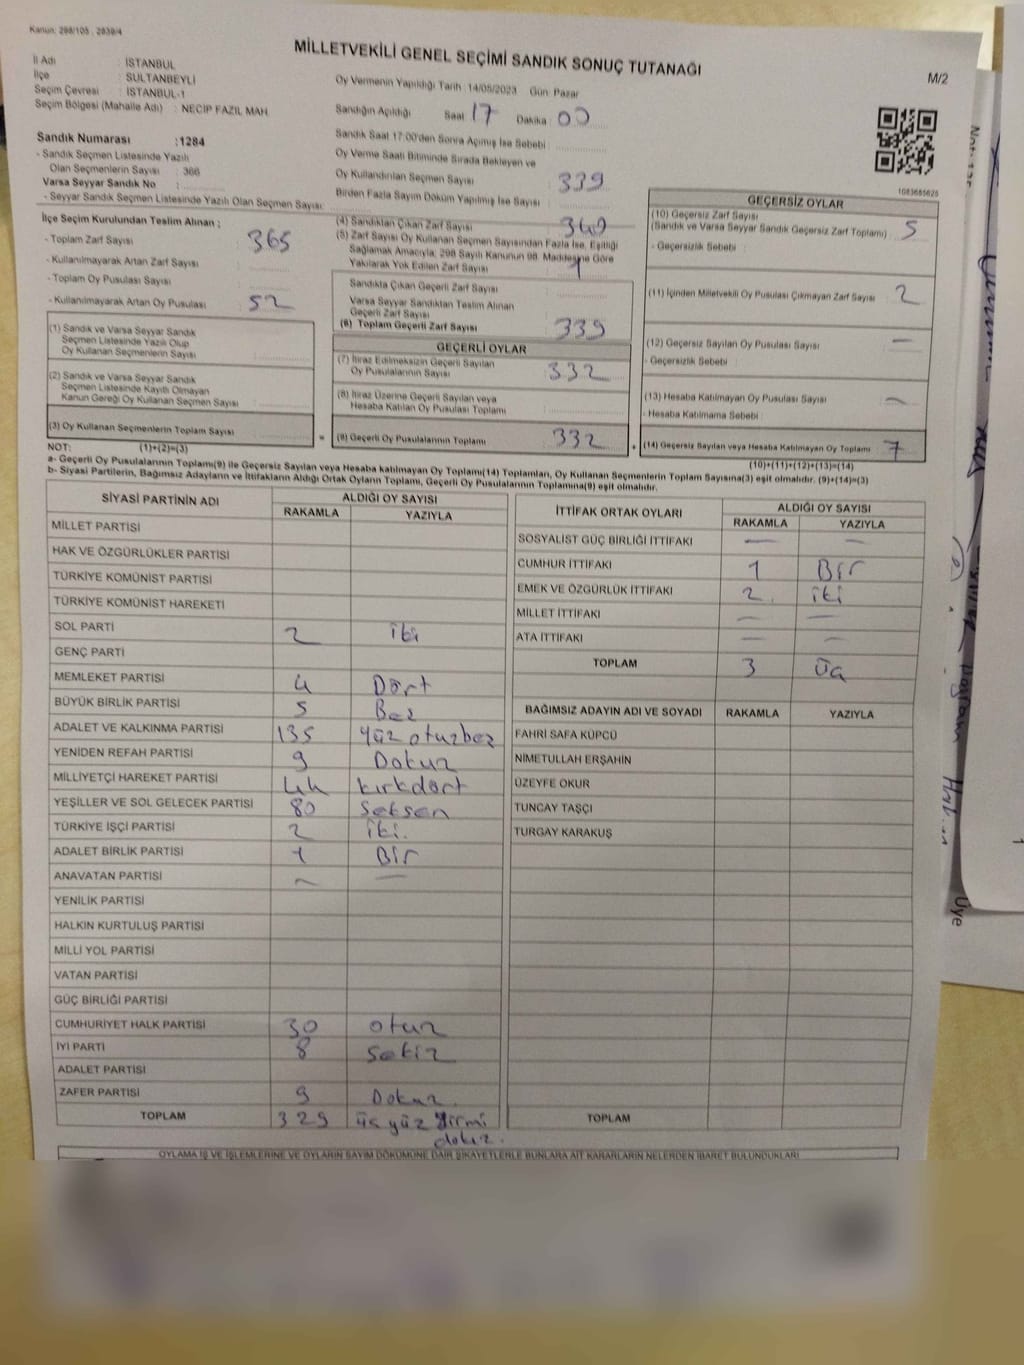 Kanun: 298/105 , 2839/4
MİLLETVEKİLİ GENEL SEÇİMİ SANDIK SONUÇ TUTANAĞI
M/2
İl Adı : İSTANBUL
İlçe : SULTANBEYLİ
Seçim Çevresi : İSTANBUL-1
Seçim Bölgesi (Mahalle Adı) : NECİP FAZIL MAH
Oy Vermenin Yapıldığı Tarih :14/05/2023 Gün: Pazar
Sandığın Açıldığı Saat 17 Dakika 00
Sandık Saat 17:00'den Sonra Açmış İse Sebebi :
Oy Verme Saati Bitiminde Sırada Bekleyen ve
Oy Kullandırılan Seçmen Sayısı : 339
Birden Fazla Sayım Döküm Yapılmış İse Sayısı :
Sandık Numarası :1284
- Sandık Seçmen Listesinde Yazılı
Olan Seçmenlerin Sayısı : 366
Varsa Seyyar Sandık No :
- Seyyar Sandık Seçmen Listesinde Yazılı Olan Seçmen Sayısı:
1083685625
İlçe Seçim Kurulundan Teslim Alınan ;
- Toplam Zarf Sayısı : 365
- Kullanılmayarak Artan Zarf Sayısı :
- Toplam Oy Pusulası Sayısı :
- Kullanılmayarak Artan Oy Pusulası : 52
(1) Sandık ve Varsa Seyyar Sandık
Seçmen Listesinde Yazılı Olup
Oy Kullanan Seçmenlerin Sayısı :
(2) Sandık ve Varsa Seyyar Sandık
Seçmen Listesinde Kayıtlı Olmayan
Kanun Gereği Oy Kullanan Seçmen Sayısı :
(3) Oy Kullanan Seçmenlerin Toplam Sayısı :
(4) Sandıktan Çıkan Zarf Sayısı : 340
(5) Zarf Sayısı Oy Kullanan Seçmen Sayısından Fazla İse, Eşitliği
Sağlamak Amacıyla; 298 Sayılı Kanunun 98. Maddesine Göre
Yakılarak Yok Edilen Zarf Sayısı : 1
Sandıkta Çıkan Geçerli Zarf Sayısı :
Varsa Seyyar Sandıktan Teslim Alınan
Geçerli Zarf Sayısı :
(6) Toplam Geçerli Zarf Sayısı : 339
GEÇERLİ OYLAR
(7) İtiraz Edilmeksizin Geçerli Sayılan
Oy Pusulalarının Sayısı : 332
(8) İtiraz Üzerine Geçerli Sayılan veya
Hesaba Katılan Oy Pusulası Toplamı :
= (9) Geçerli Oy Pusulalarının Toplamı : 332
GEÇERSİZ OYLAR
(10) Geçersiz Zarf Sayısı
(Sandık ve Varsa Seyyar Sandık Geçersiz Zarf Toplamı) : 5
- Geçersizlik Sebebi :
(11) İçinden Milletvekili Oy Pusulası Çıkmayan Zarf Sayısı : 2
(12) Geçersiz Sayılan Oy Pusulası Sayısı : —
- Geçersizlik Sebebi :
(13) Hesaba Katılmayan Oy Pusulası Sayısı : —
- Hesaba Katılmama Sebebi :
+ (14) Geçersiz Sayılan veya Hesaba Katılmayan Oy Toplamı : 7
NOT: (1)+(2)=(3) (10)+(11)+(12)+(13)=(14)
a- Geçerli Oy Pusulalarının Toplamı(9) ile Geçersiz Sayılan veya Hesaba katılmayan Oy Toplamı(14) Toplamları, Oy Kullanan Seçmenlerin Toplam Sayısına(3) eşit olmalıdır. (9)+(14)=(3)
b- Siyasi Partilerin, Bağımsız Adayların ve İttifakların Aldığı Ortak Oyların Toplamı, Geçerli Oy Pusulalarının Toplamına(9) eşit olmalıdır.
SİYASİ PARTİNİN ADI ALDIĞI OY SAYISI
RAKAMLA YAZIYLA
MİLLET PARTİSİ
HAK VE ÖZGÜRLÜKLER PARTİSİ
TÜRKİYE KOMÜNİST PARTİSİ
TÜRKİYE KOMÜNİST HAREKETİ
SOL PARTİ 2 iki
GENÇ PARTİ
MEMLEKET PARTİSİ 4 Dört
BÜYÜK BİRLİK PARTİSİ 5 Beş
ADALET VE KALKINMA PARTİSİ 135 yüz otuzbeş
YENİDEN REFAH PARTİSİ 9 Dokuz
MİLLİYETÇİ HAREKET PARTİSİ 44 kırkdört
YEŞİLLER VE SOL GELECEK PARTİSİ 80 seksen
TÜRKİYE İŞÇİ PARTİSİ 2 iki.
ADALET BİRLİK PARTİSİ 1 Bir
ANAVATAN PARTİSİ — —
YENİLİK PARTİSİ
HALKIN KURTULUŞ PARTİSİ
MİLLİ YOL PARTİSİ
VATAN PARTİSİ
GÜÇ BİRLİĞİ PARTİSİ
CUMHURİYET HALK PARTİSİ 30 otuz
İYİ PARTİ 8 sekiz
ADALET PARTİSİ
ZAFER PARTİSİ 9 Dokuz.
TOPLAM 329 üç yüz yirmi
dokuz.
İTTİFAK ORTAK OYLARI ALDIĞI OY SAYISI
RAKAMLA YAZIYLA
SOSYALİST GÜÇ BİRLİĞİ İTTİFAKI — —
CUMHUR İTTİFAKI 1 Bir
EMEK VE ÖZGÜRLÜK İTTİFAKI 2. iki
MİLLET İTTİFAKI — —
ATA İTTİFAKI — —
TOPLAM 3 üç
BAĞIMSIZ ADAYIN ADI VE SOYADI RAKAMLA YAZIYLA
FAHRİ SAFA KÜPCÜ
NİMETULLAH ERŞAHİN
ÜZEYFE OKUR
TUNCAY TAŞÇI
TURGAY KARAKUŞ
TOPLAM
OYLAMA İŞ VE İŞLEMLERİNE VE OYLARIN SAYIM DÖKÜMÜNE DAİR ŞİKAYETLERLE BUNLARA AİT KARARLARIN NELERDEN İBARET BULUNDUKLARI
Üye